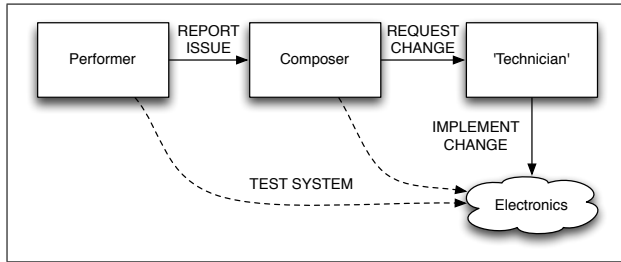 REPORT
ISSUE
REQUEST
CHANGE
Performer
Composer
'Technician'
IMPLEMENT
CHANGE
TEST SYSTEM
Electronics